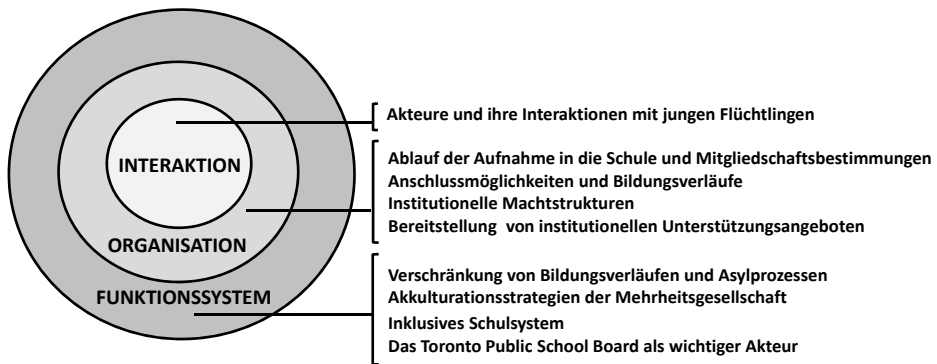 INTERAKTION
ORGANISATION
FUNKTIONSSYSTEM
Akteure und ihre Interaktionen mit jungen Flüchtlingen
Ablauf der Aufnahme in die Schule und Mitgliedschaftsbestimmungen
Anschlussmöglichkeiten und Bildungsverläufe
Institutionelle Machtstrukturen
Bereitstellung von institutionellen Unterstützungsangeboten
Verschränkung von Bildungsverläufen und Asylprozessen
Akkulturationsstrategien der Mehrheitsgesellschaft
Inklusives Schulsystem
Das Toronto Public School Board als wichtiger Akteur